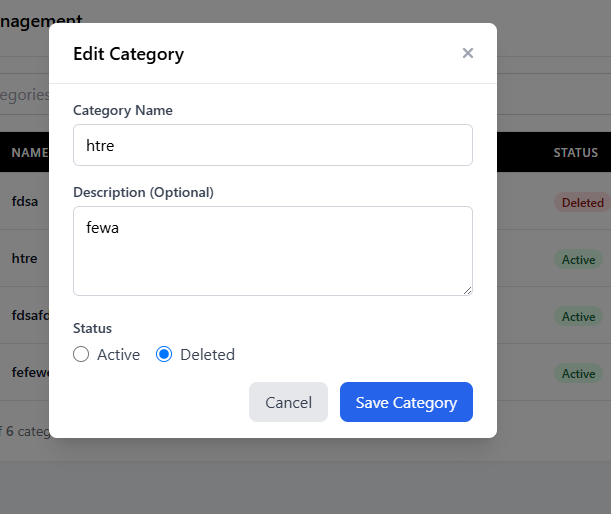 nagement
Edit Category
×
egories
Category Name
htre
NAME
STATUS
Description (Optional)
fdsa
Deleted
fewa
htre
Active
fdsafd
Active
Status
Active
Deleted
fefewe
Active
Cancel
Save Category
f 6 categ